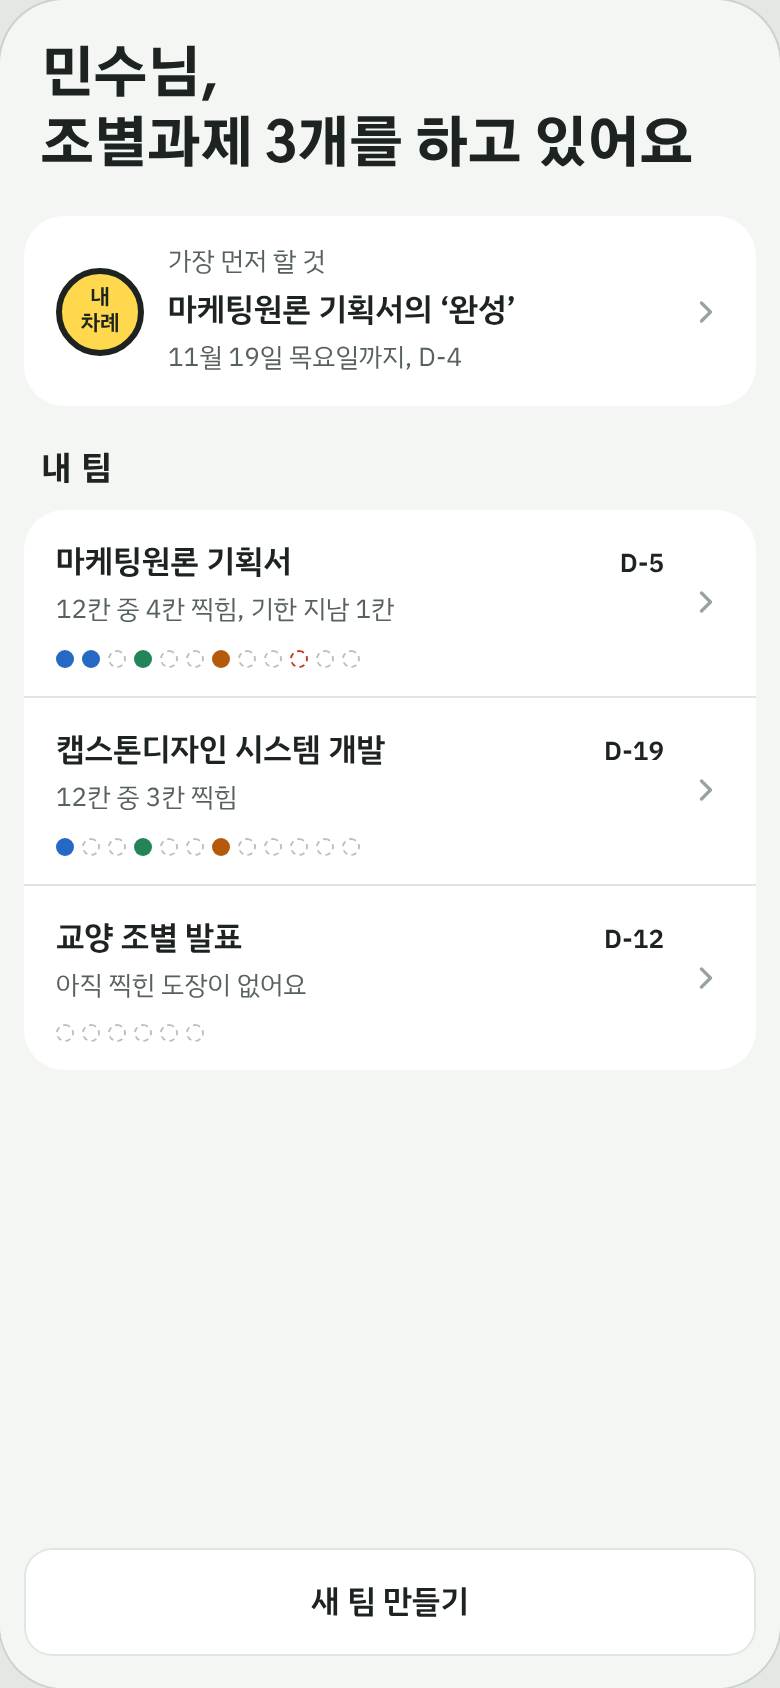 민수님,
조별과제 3개를 하고 있어요
내
차례
가장 먼저 할 것
마케팅원론 기획서의 ‘완성’
11월 19일 목요일까지, D-4
내 팀
마케팅원론 기획서
D-5
12칸 중 4칸 찍힘, 기한 지남 1칸
캡스톤디자인 시스템 개발
D-19
12칸 중 3칸 찍힘
교양 조별 발표
D-12
아직 찍힌 도장이 없어요
새 팀 만들기